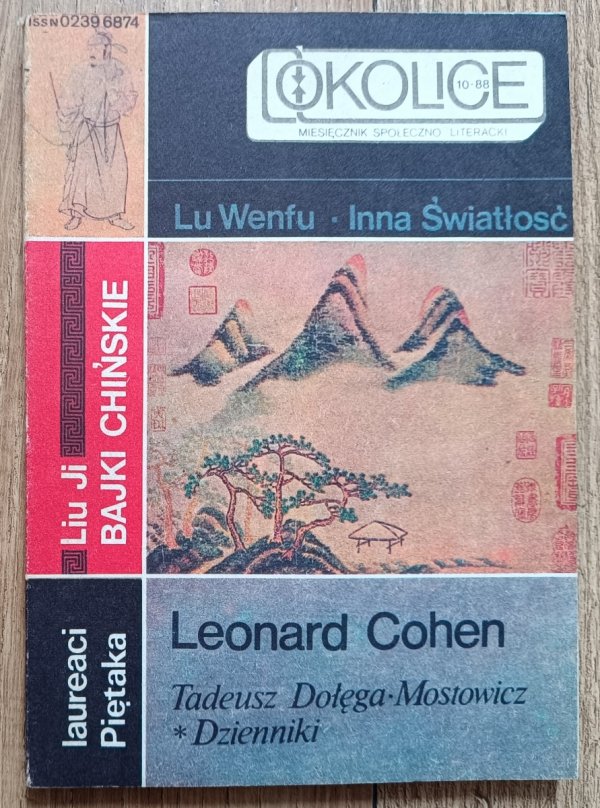 ISSN 0239 6874
OKOLICE
10-88
MIESIĘCZNIK SPOŁECZNO LITERACKI
Lu Wenfu · Inna Światłość
Liu Ji
BAJKI CHIŃSKIE
laureaci
Piętaka
Leonard Cohen
Tadeusz Dołęga-Mostowicz
* Dzienniki